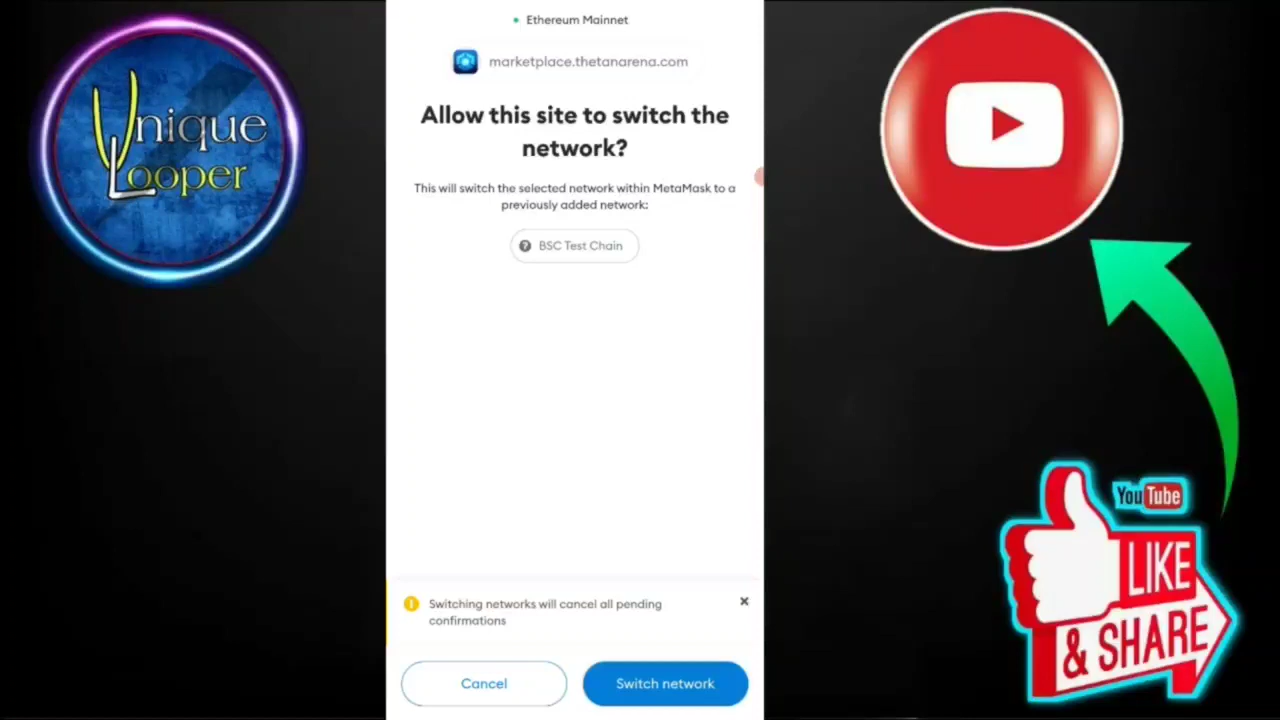 Unique
Looper
Ethereum Mainnet
marketplace.thetanarena.com
Allow this site to switch the
network?
This will switch the selected network within MetaMask to a
previously added network:
? BSC Test Chain
! Switching networks will cancel all pending
confirmations
Cancel
Switch network
YouTube
LIKE
& SHARE